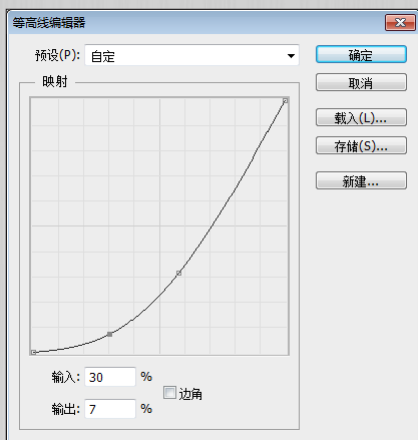 等高线编辑器
预设(P): 自定
确定
映射
取消
载入(L)...
存储(S)...
新建...
输入: 30 %
边角
输出: 7 %